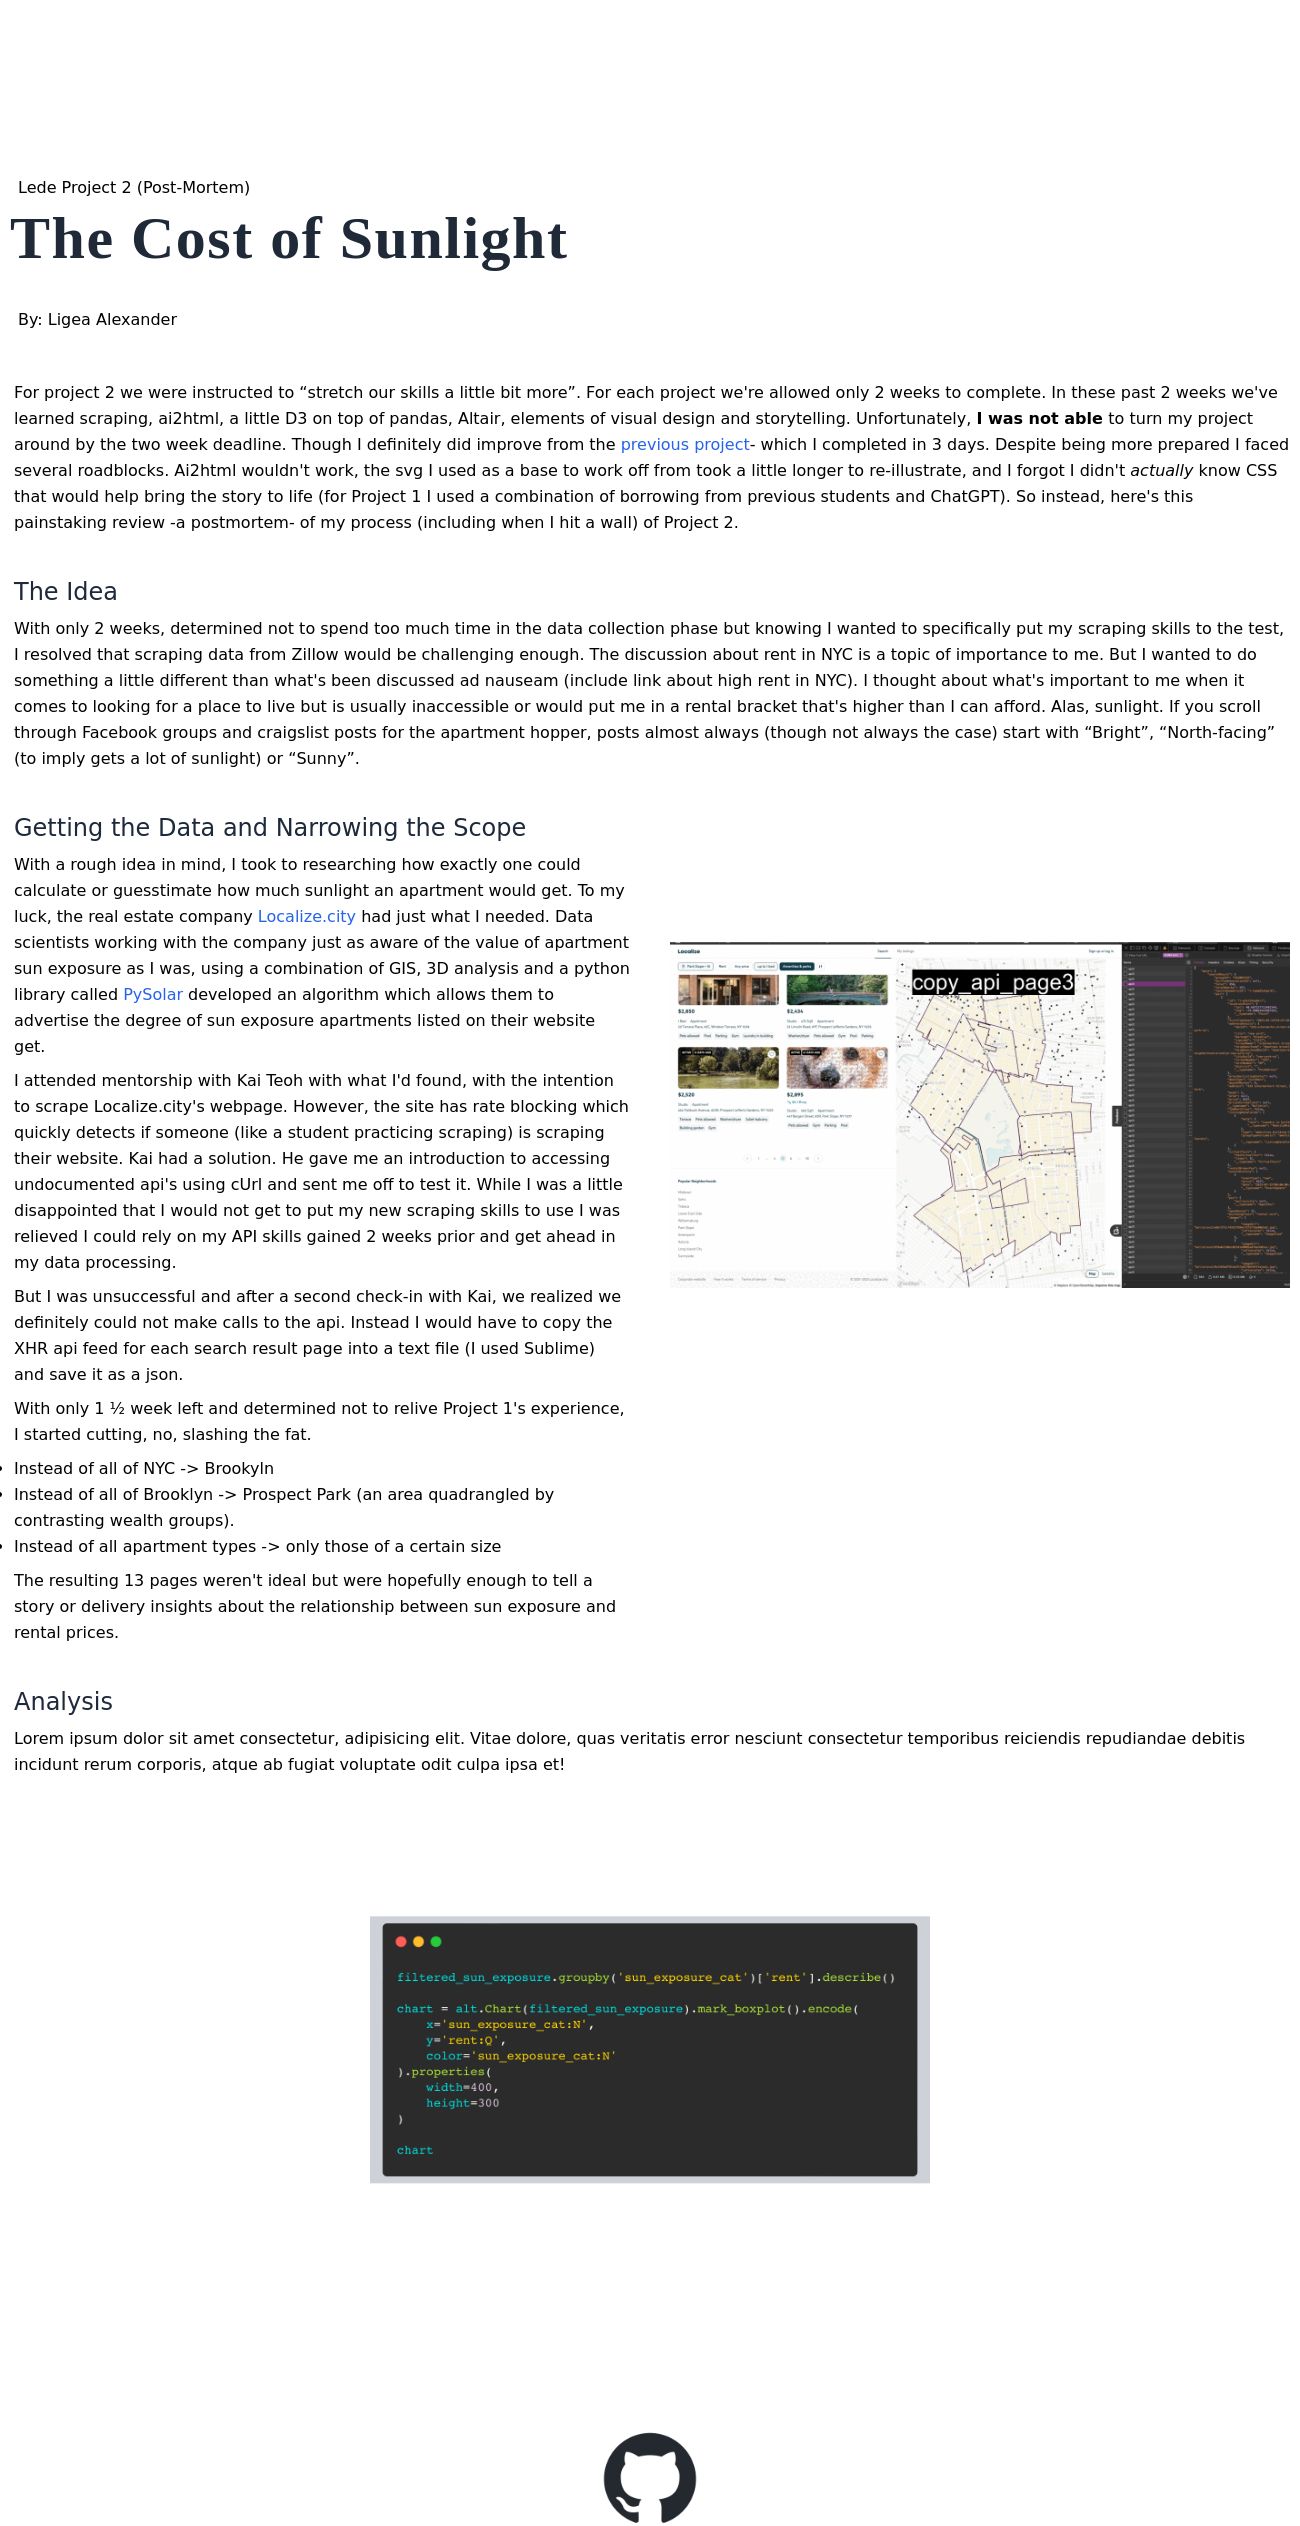 Lede Project 2 (Post-Mortem)
The Cost of Sunlight
By: Ligea Alexander
For project 2 we were instructed to “stretch our skills a little bit more”. For each project we're allowed only 2 weeks to complete. In these past 2 weeks we've
learned scraping, ai2html, a little D3 on top of pandas, Altair, elements of visual design and storytelling. Unfortunately, I was not able to turn my project
around by the two week deadline. Though I definitely did improve from the previous project- which I completed in 3 days. Despite being more prepared I faced
several roadblocks. Ai2html wouldn't work, the svg I used as a base to work off from took a little longer to re-illustrate, and I forgot I didn't actually know CSS
that would help bring the story to life (for Project 1 I used a combination of borrowing from previous students and ChatGPT). So instead, here's this
painstaking review -a postmortem- of my process (including when I hit a wall) of Project 2.
The Idea
With only 2 weeks, determined not to spend too much time in the data collection phase but knowing I wanted to specifically put my scraping skills to the test,
I resolved that scraping data from Zillow would be challenging enough. The discussion about rent in NYC is a topic of importance to me. But I wanted to do
something a little different than what's been discussed ad nauseam (include link about high rent in NYC). I thought about what's important to me when it
comes to looking for a place to live but is usually inaccessible or would put me in a rental bracket that's higher than I can afford. Alas, sunlight. If you scroll
through Facebook groups and craigslist posts for the apartment hopper, posts almost always (though not always the case) start with “Bright”, “North-facing”
(to imply gets a lot of sunlight) or “Sunny”.
Getting the Data and Narrowing the Scope
With a rough idea in mind, I took to researching how exactly one could
calculate or guesstimate how much sunlight an apartment would get. To my
luck, the real estate company Localize.city had just what I needed. Data
scientists working with the company just as aware of the value of apartment
sun exposure as I was, using a combination of GIS, 3D analysis and a python
library called PySolar developed an algorithm which allows them to
advertise the degree of sun exposure apartments listed on their website
get.
I attended mentorship with Kai Teoh with what I'd found, with the intention
to scrape Localize.city's webpage. However, the site has rate blocking which
quickly detects if someone (like a student practicing scraping) is scraping
their website. Kai had a solution. He gave me an introduction to accessing
undocumented api's using cUrl and sent me off to test it. While I was a little
disappointed that I would not get to put my new scraping skills to use I was
relieved I could rely on my API skills gained 2 weeks prior and get ahead in
my data processing.
But I was unsuccessful and after a second check-in with Kai, we realized we
definitely could not make calls to the api. Instead I would have to copy the
XHR api feed for each search result page into a text file (I used Sublime)
and save it as a json.
With only 1 ½ week left and determined not to relive Project 1's experience,
I started cutting, no, slashing the fat.
• Instead of all of NYC -> Brookyln
• Instead of all of Brooklyn -> Prospect Park (an area quadrangled by
contrasting wealth groups).
• Instead of all apartment types -> only those of a certain size
The resulting 13 pages weren't ideal but were hopefully enough to tell a
story or delivery insights about the relationship between sun exposure and
rental prices.
Localize
copy_api_page3
$2,850
$2,434
$2,520
$2,895
Popular Neighborhoods
Analysis
Lorem ipsum dolor sit amet consectetur, adipisicing elit. Vitae dolore, quas veritatis error nesciunt consectetur temporibus reiciendis repudiandae debitis
incidunt rerum corporis, atque ab fugiat voluptate odit culpa ipsa et!
filtered_sun_exposure.groupby('sun_exposure_cat')['rent'].describe()
chart = alt.Chart(filtered_sun_exposure).mark_boxplot().encode(
x='sun_exposure_cat:N',
y='rent:Q',
color='sun_exposure_cat:N'
).properties(
width=400,
height=300
)
chart